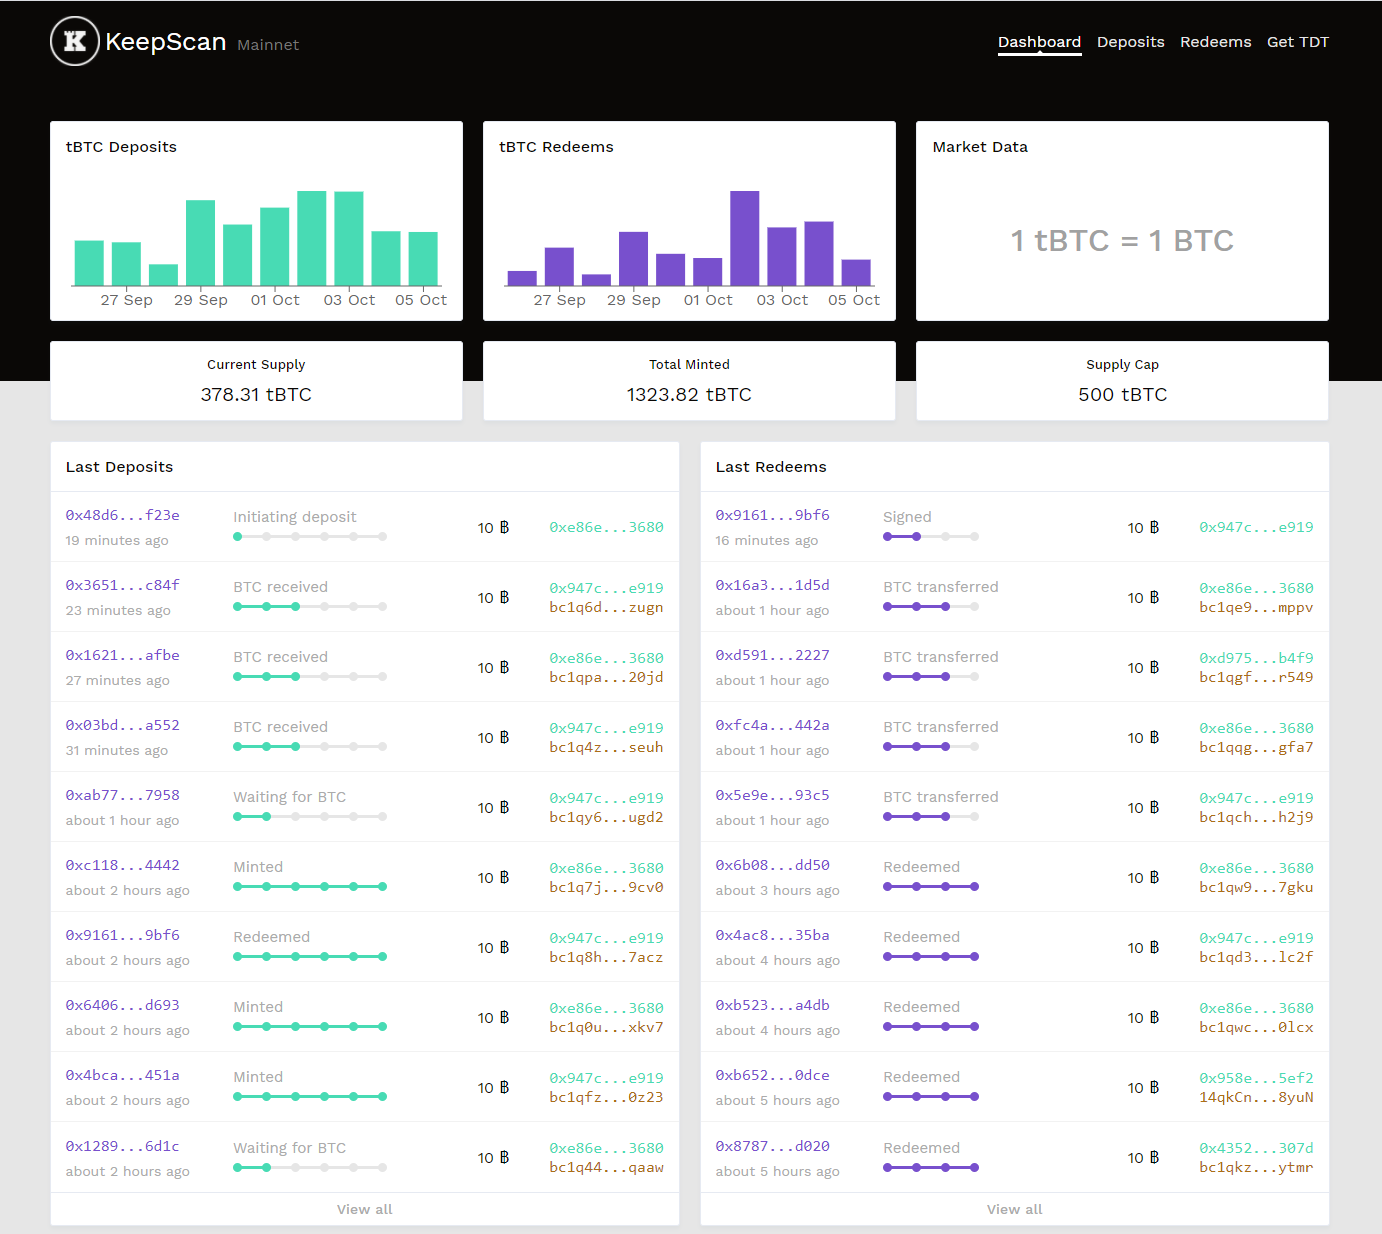 KeepScan Mainnet
Dashboard Deposits Redeems Get TDT
tBTC Deposits
27 Sep 29 Sep 01 Oct 03 Oct 05 Oct
tBTC Redeems
27 Sep 29 Sep 01 Oct 03 Oct 05 Oct
Market Data
1 tBTC = 1 BTC
Current Supply
378.31 tBTC
Total Minted
1323.82 tBTC
Supply Cap
500 tBTC
Last Deposits
0x48d6...f23e
19 minutes ago
Initiating deposit
10 ฿
0xe86e...3680
0x3651...c84f
23 minutes ago
BTC received
10 ฿
0x947c...e919
bc1q6d...zugn
0x1621...afbe
27 minutes ago
BTC received
10 ฿
0xe86e...3680
bc1qpa...20jd
0x03bd...a552
31 minutes ago
BTC received
10 ฿
0x947c...e919
bc1q4z...seuh
0xab77...7958
about 1 hour ago
Waiting for BTC
10 ฿
0x947c...e919
bc1qy6...ugd2
0xc118...4442
about 2 hours ago
Minted
10 ฿
0xe86e...3680
bc1q7j...9cv0
0x9161...9bf6
about 2 hours ago
Redeemed
10 ฿
0x947c...e919
bc1q8h...7acz
0x6406...d693
about 2 hours ago
Minted
10 ฿
0xe86e...3680
bc1q0u...xkv7
0x4bca...451a
about 2 hours ago
Minted
10 ฿
0x947c...e919
bc1qfz...0z23
0x1289...6d1c
about 2 hours ago
Waiting for BTC
10 ฿
0xe86e...3680
bc1q44...qaaw
View all
Last Redeems
0x9161...9bf6
16 minutes ago
Signed
10 ฿
0x947c...e919
0x16a3...1d5d
about 1 hour ago
BTC transferred
10 ฿
0xe86e...3680
bc1qe9...mppv
0xd591...2227
about 1 hour ago
BTC transferred
10 ฿
0xd975...b4f9
bc1qgf...r549
0xfc4a...442a
about 1 hour ago
BTC transferred
10 ฿
0xe86e...3680
bc1qqg...gfa7
0x5e9e...93c5
about 1 hour ago
BTC transferred
10 ฿
0x947c...e919
bc1qch...h2j9
0x6b08...dd50
about 3 hours ago
Redeemed
10 ฿
0xe86e...3680
bc1qw9...7gku
0x4ac8...35ba
about 4 hours ago
Redeemed
10 ฿
0x947c...e919
bc1qd3...lc2f
0xb523...a4db
about 4 hours ago
Redeemed
10 ฿
0xe86e...3680
bc1qwc...0lcx
0xb652...0dce
about 5 hours ago
Redeemed
10 ฿
0x958e...5ef2
14qkCn...8yuN
0x8787...d020
about 5 hours ago
Redeemed
10 ฿
0x4352...307d
bc1qkz...ytmr
View all